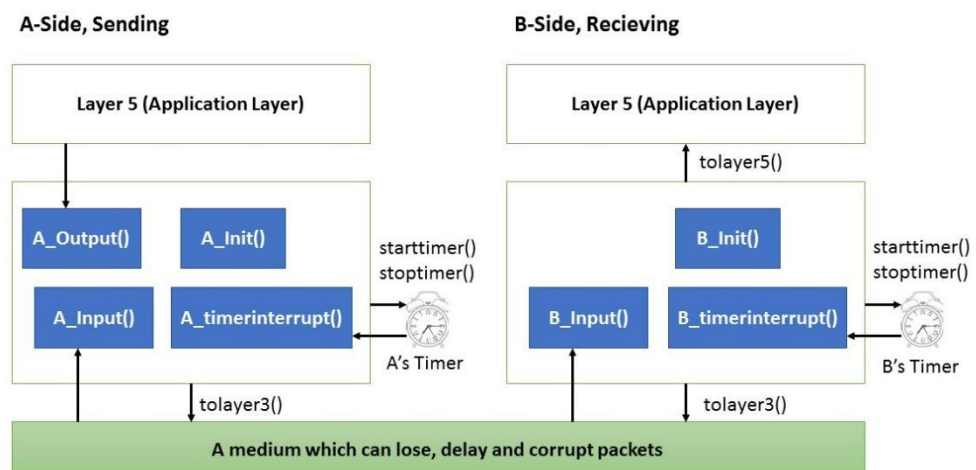 A-Side, Sending
B-Side, Recieving
Layer 5 (Application Layer)
Layer 5 (Application Layer)
tolayer5()
A_Output()
A_Init()
B_Init()
starttimer()
stoptimer()
starttimer()
stoptimer()
A_Input()
A_timerinterrupt()
B_Input()
B_timerinterrupt()
A's Timer
B's Timer
tolayer3()
tolayer3()
A medium which can lose, delay and corrupt packets